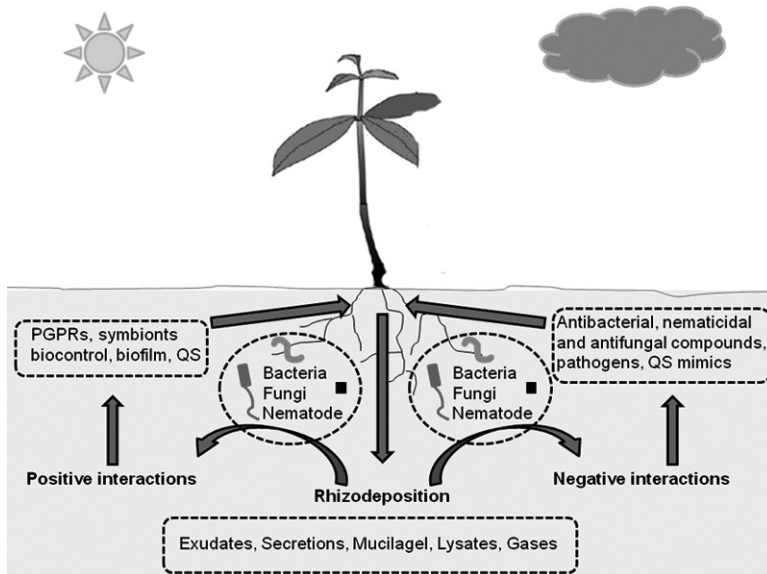 PGPRs, symbionts
biocontrol, biofilm, QS
Antibacterial, nematicidal
and antifungal compounds,
pathogens, QS mimics
Bacteria
Fungi
Nematode
Bacteria
Fungi
Nematode
Positive interactions
Rhizodeposition
Negative interactions
Exudates, Secretions, Mucilagel, Lysates, Gases